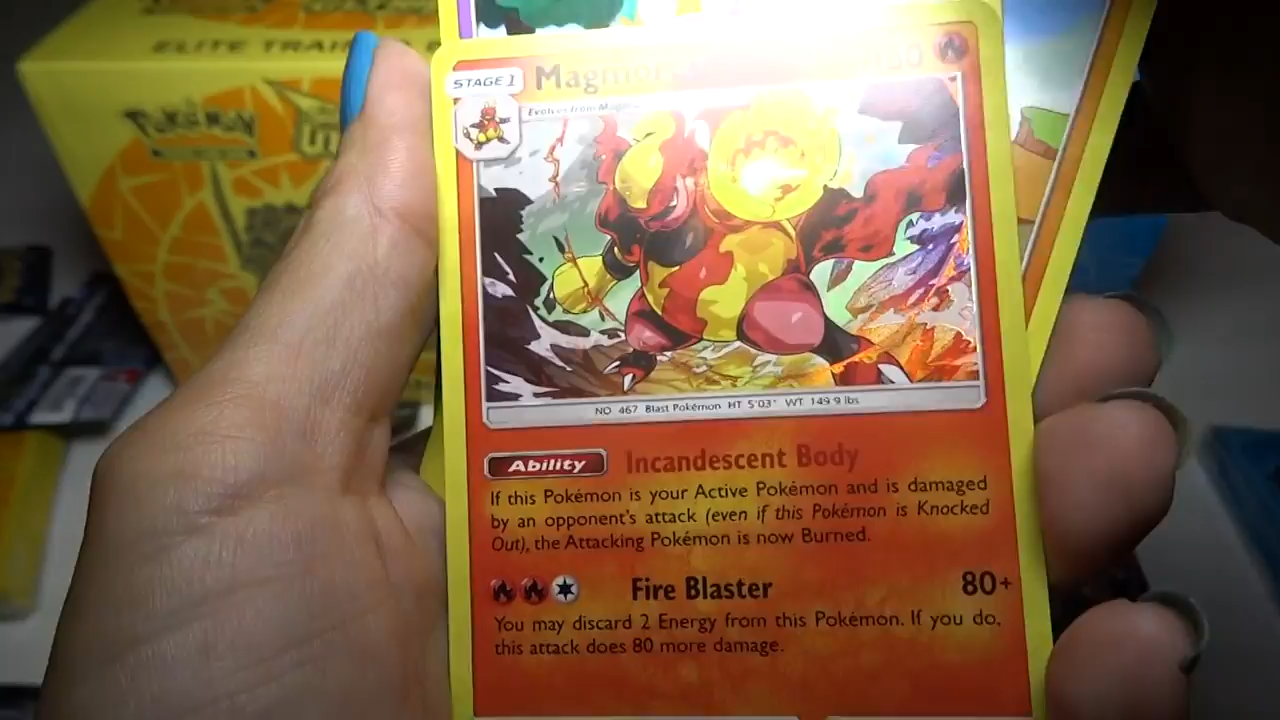 ELITE TRAINER
Pokémon
STAGE 1
Magmor
Evolves from Magmar
NO. 467 Blast Pokémon HT 5'03" WT 149.9 lbs
Ability Incandescent Body
If this Pokémon is your Active Pokémon and is damaged
by an opponent's attack (even if this Pokémon is Knocked
Out), the Attacking Pokémon is now Burned.
Fire Blaster 80+
You may discard 2 Energy from this Pokémon. If you do,
this attack does 80 more damage.